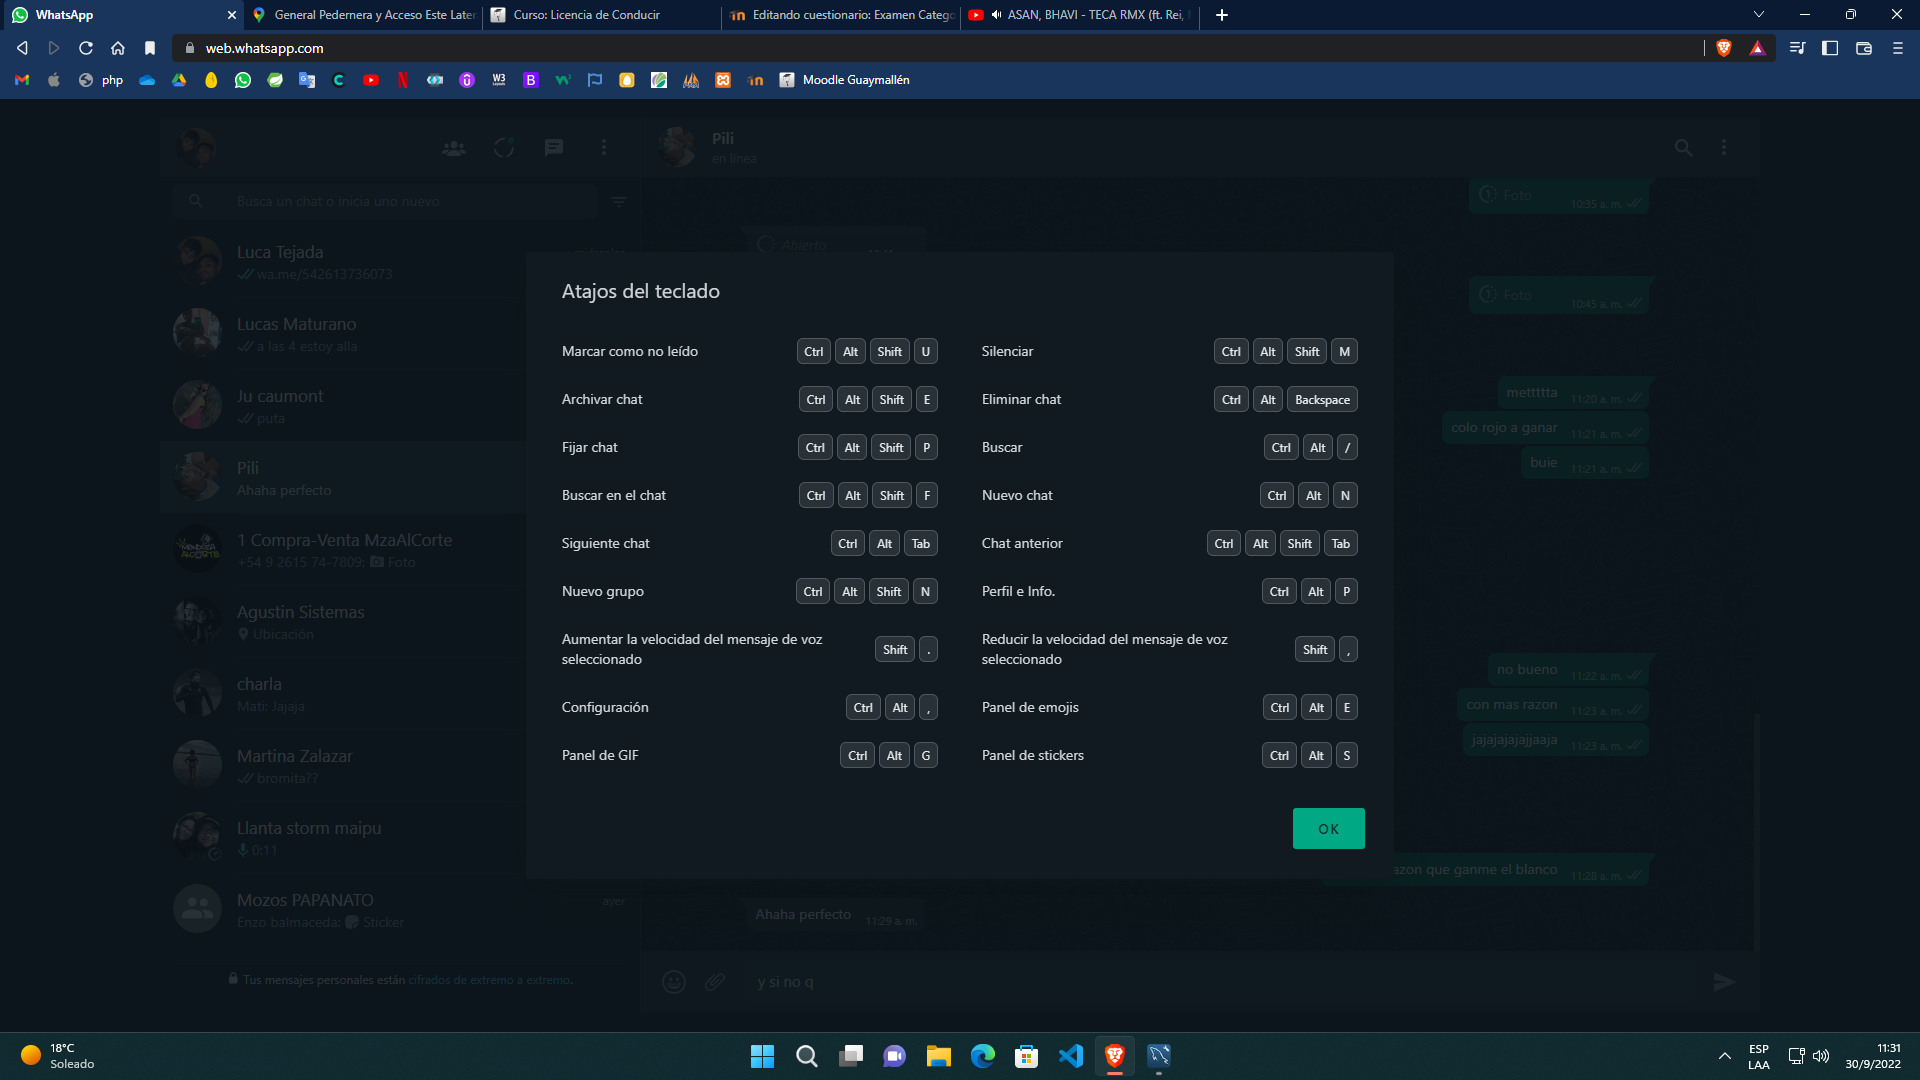 WhatsApp
General Pedernera y Acceso Este Later
Curso: Licencia de Conducir
Editando cuestionario: Examen Catego
ASAN, BHAVI - TECA RMX (ft. Rei,
web.whatsapp.com
php
Moodle Guaymallén
Pili
en línea
Busca un chat o inicia uno nuevo
Foto
10:35 a. m.
Luca Tejada
wa.me/542613736073
Abierto
Foto
10:45 a. m.
Lucas Maturano
a las 4 estoy alla
Ju caumont
puta
Pili
Ahaha perfecto
1 Compra-Venta MzaAlCorte
+54 9 2615 74-7809: Foto
Agustin Sistemas
Ubicación
charla
Mati: Jajaja
Martina Zalazar
bromita??
Llanta storm maipu
0:11
Mozos PAPANATO
ayer
Enzo balmaceda: Sticker
Tus mensajes personales están cifrados de extremo a extremo.
Atajos del teclado
Marcar como no leído Ctrl Alt Shift U
Silenciar Ctrl Alt Shift M
Archivar chat Ctrl Alt Shift E
Eliminar chat Ctrl Alt Backspace
Fijar chat Ctrl Alt Shift P
Buscar Ctrl Alt /
Buscar en el chat Ctrl Alt Shift F
Nuevo chat Ctrl Alt N
Siguiente chat Ctrl Alt Tab
Chat anterior Ctrl Alt Shift Tab
Nuevo grupo Ctrl Alt Shift N
Perfil e Info. Ctrl Alt P
Aumentar la velocidad del mensaje de voz
seleccionado Shift .
Reducir la velocidad del mensaje de voz
seleccionado Shift ,
Configuración Ctrl Alt ,
Panel de emojis Ctrl Alt E
Panel de GIF Ctrl Alt G
Panel de stickers Ctrl Alt S
OK
metttttta 11:20 a. m.
colo rojo a ganar 11:21 a. m.
buie 11:21 a. m.
no bueno 11:22 a. m.
con mas razon 11:23 a. m.
jajajajajajjaaja 11:23 a. m.
azon que ganme el blanco 11:28 a. m.
Ahaha perfecto 11:29 a. m.
y si no q
18°C
Soleado
ESP
LAA
11:31
30/9/2022